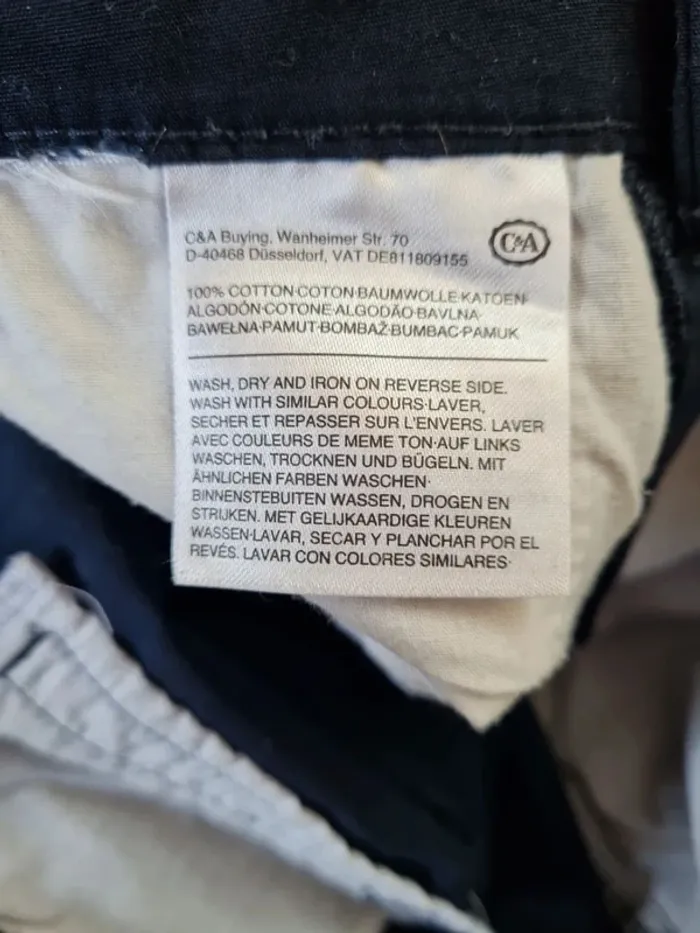 C&A Buying, Wanheimer Str. 70
D-40468 Düsseldorf, VAT DE811809155
C&A
100% COTTON·COTON·BAUMWOLLE·KATOEN·
ALGODÓN·COTONE·ALGODÃO·BAVLNA·
BAWEŁNA·PAMUT·BOMBAŽ·BUMBAC·PAMUK
WASH, DRY AND IRON ON REVERSE SIDE.
WASH WITH SIMILAR COLOURS·LAVER,
SECHER ET REPASSER SUR L'ENVERS. LAVER
AVEC COULEURS DE MEME TON·AUF LINKS
WASCHEN, TROCKNEN UND BÜGELN. MIT
ÄHNLICHEN FARBEN WASCHEN·
BINNENSTEBUITEN WASSEN, DROGEN EN
STRIJKEN. MET GELIJKAARDIGE KLEUREN
WASSEN·LAVAR, SECAR Y PLANCHAR POR EL
REVÉS. LAVAR CON COLORES SIMILARES·